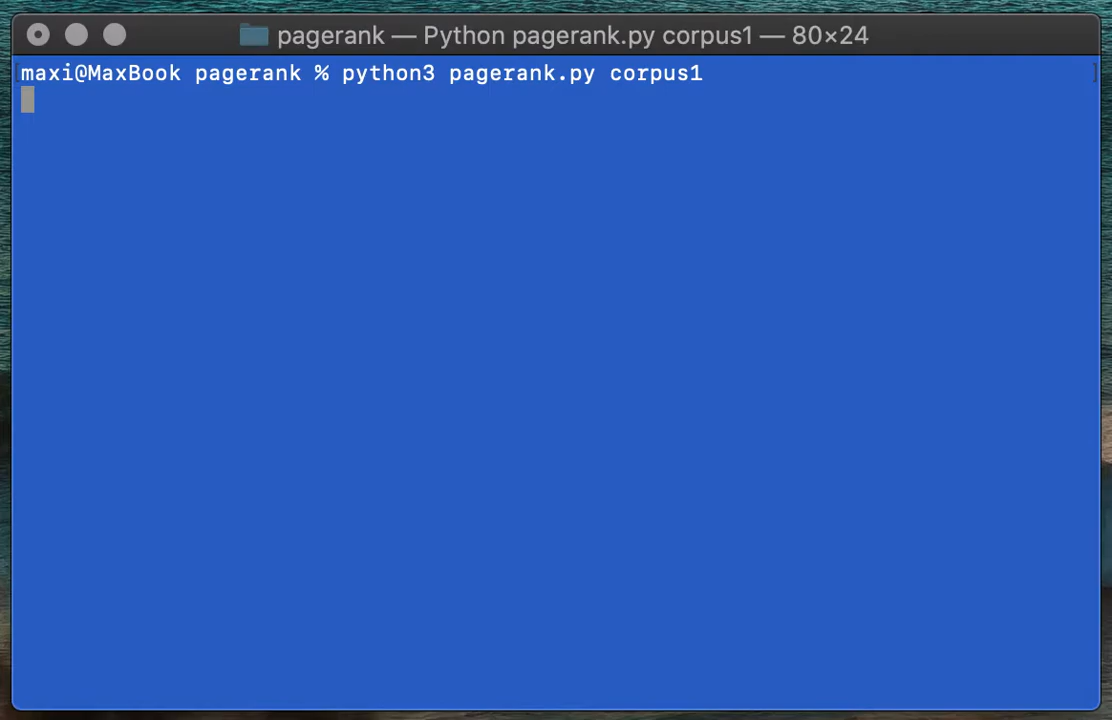 pagerank — Python pagerank.py corpus1 — 80×24
[maxi@MaxBook pagerank % python3 pagerank.py corpus1 ]